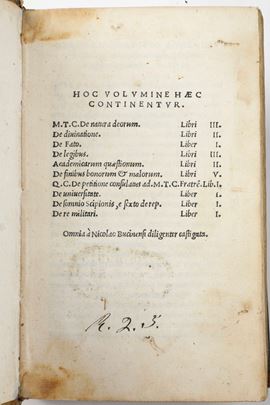 HOC VOLVMINE HÆC
CONTINENTVR.
M.T.C. De natura deorum. Libri III.
De diuinatione. Libri II.
De Fato. Liber I.
De legibus. Libri III.
Academicarum quæstionum. Libri II.
De finibus bonorum & malorum. Libri V.
Q.C. De petitione consulatus ad. M.T.C. Fratrẽ. Lib. I.
De uniuersitate. Liber I.
De somnio Scipionis, e sexto de rep. Liber I.
De re militari. Liber I.
Omnia à Nicolao Bucinensi diligenter castigata.
R. 2. 5.